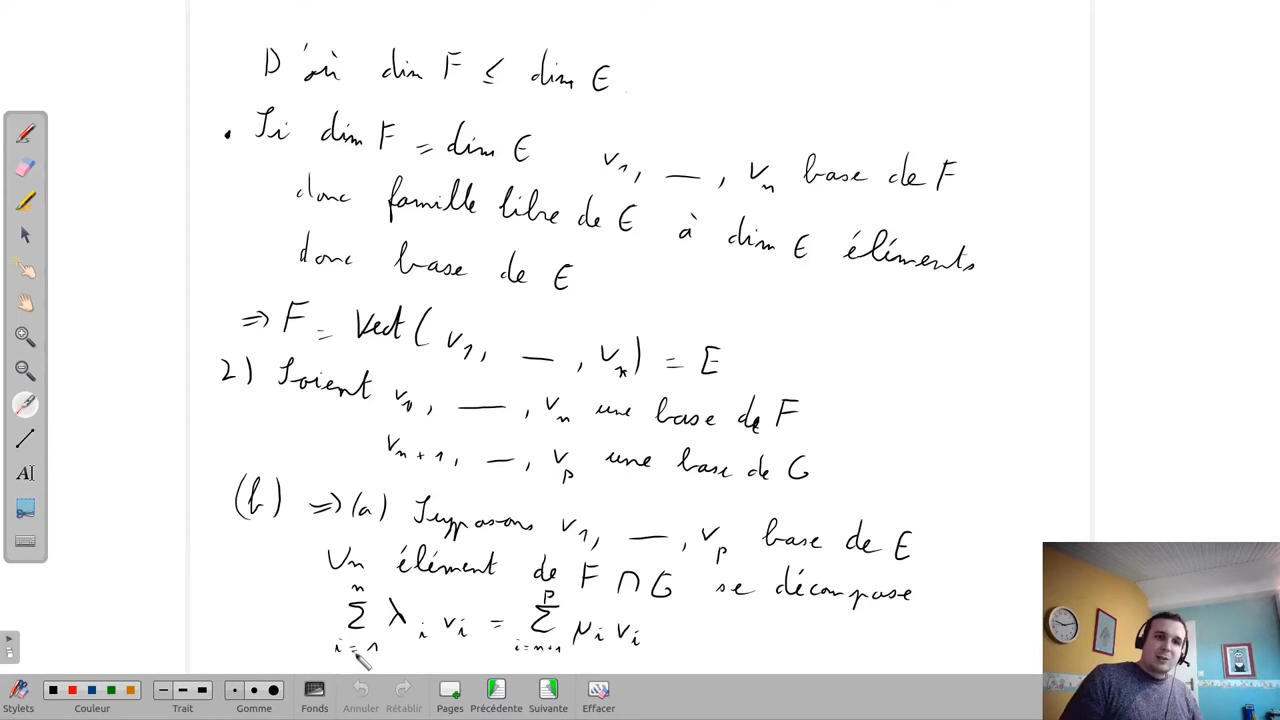 D'où dim F ≤ dim E
• Si dim F = dim E v₁, —, vₙ base de F
donc famille libre de E à dim E éléments
donc base de E
⇒ F = Vect(v₁, —, vₙ) = E
2) Soient v₁, —, vₙ une base de F
vₙ₊₁, —, vₚ une base de G
(b) ⇒ (a) Supposons v₁, —, vₚ base de E
Un élément de F ∩ G se décompose
∑ᵢ₌₁ⁿ λᵢ vᵢ = ∑ᵢ₌ₙ₊₁ᵖ μᵢ vᵢ
Stylets Couleur Trait Gomme Fonds Annuler Rétablir Pages Précédente Suivante Effacer